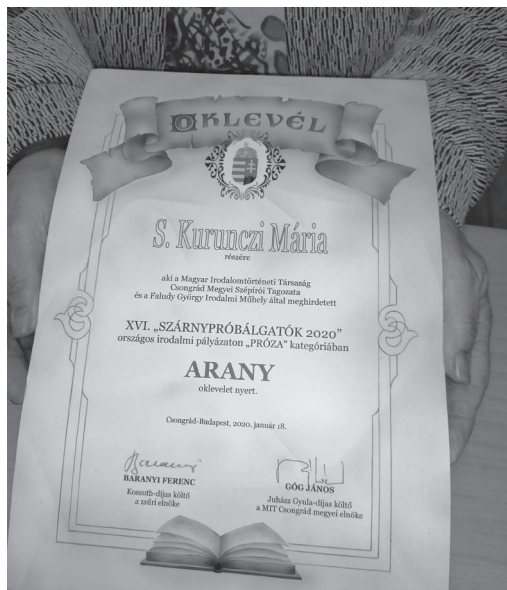 OKLEVÉL
S. Kurunczi Mária
részére
aki a Magyar Irodalomtörténeti Társaság
Csongrád Megyei Szépírói Tagozata
és a Faludy György Irodalmi Műhely által meghirdetett
XVI. „SZÁRNYPRÓBÁLGATÓK 2020”
országos irodalmi pályázaton „PRÓZA” kategóriában
ARANY
oklevelet nyert.
Csongrád-Budapest, 2020. január 18.
BARANYI FERENC
Kossuth-díjas költő
a zsűri elnöke
GÓG JÁNOS
Juhász Gyula-díjas költő
a MIT Csongrád megyei elnöke